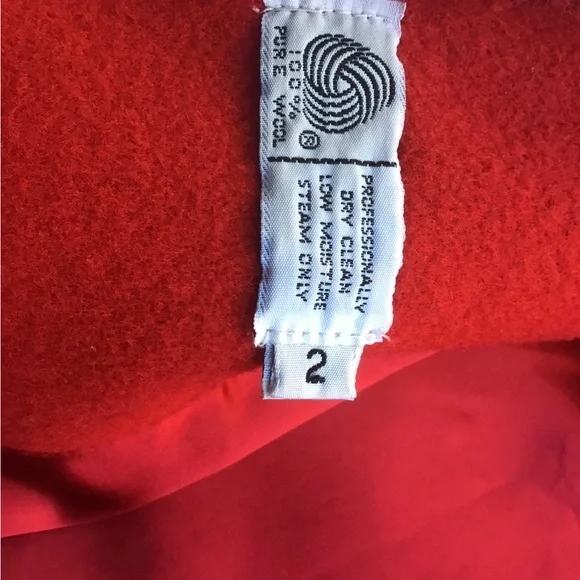 100%
PURE WOOL
®
PROFESSIONALLY
DRY CLEAN
LOW MOISTURE
STEAM ONLY
2